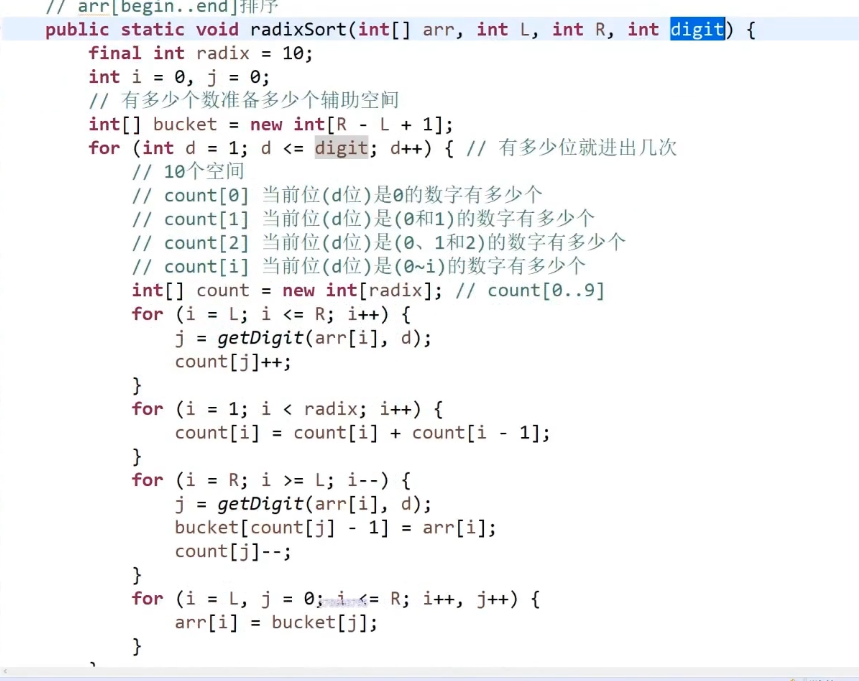 // arr[begin..end]排序
public static void radixSort(int[] arr, int L, int R, int digit) {
final int radix = 10;
int i = 0, j = 0;
// 有多少个数准备多少个辅助空间
int[] bucket = new int[R - L + 1];
for (int d = 1; d <= digit; d++) { // 有多少位就进出几次
// 10个空间
// count[0] 当前位(d位)是0的数字有多少个
// count[1] 当前位(d位)是(0和1)的数字有多少个
// count[2] 当前位(d位)是(0、1和2)的数字有多少个
// count[i] 当前位(d位)是(0~i)的数字有多少个
int[] count = new int[radix]; // count[0..9]
for (i = L; i <= R; i++) {
j = getDigit(arr[i], d);
count[j]++;
}
for (i = 1; i < radix; i++) {
count[i] = count[i] + count[i - 1];
}
for (i = R; i >= L; i--) {
j = getDigit(arr[i], d);
bucket[count[j] - 1] = arr[i];
count[j]--;
}
for (i = L, j = 0; i <= R; i++, j++) {
arr[i] = bucket[j];
}